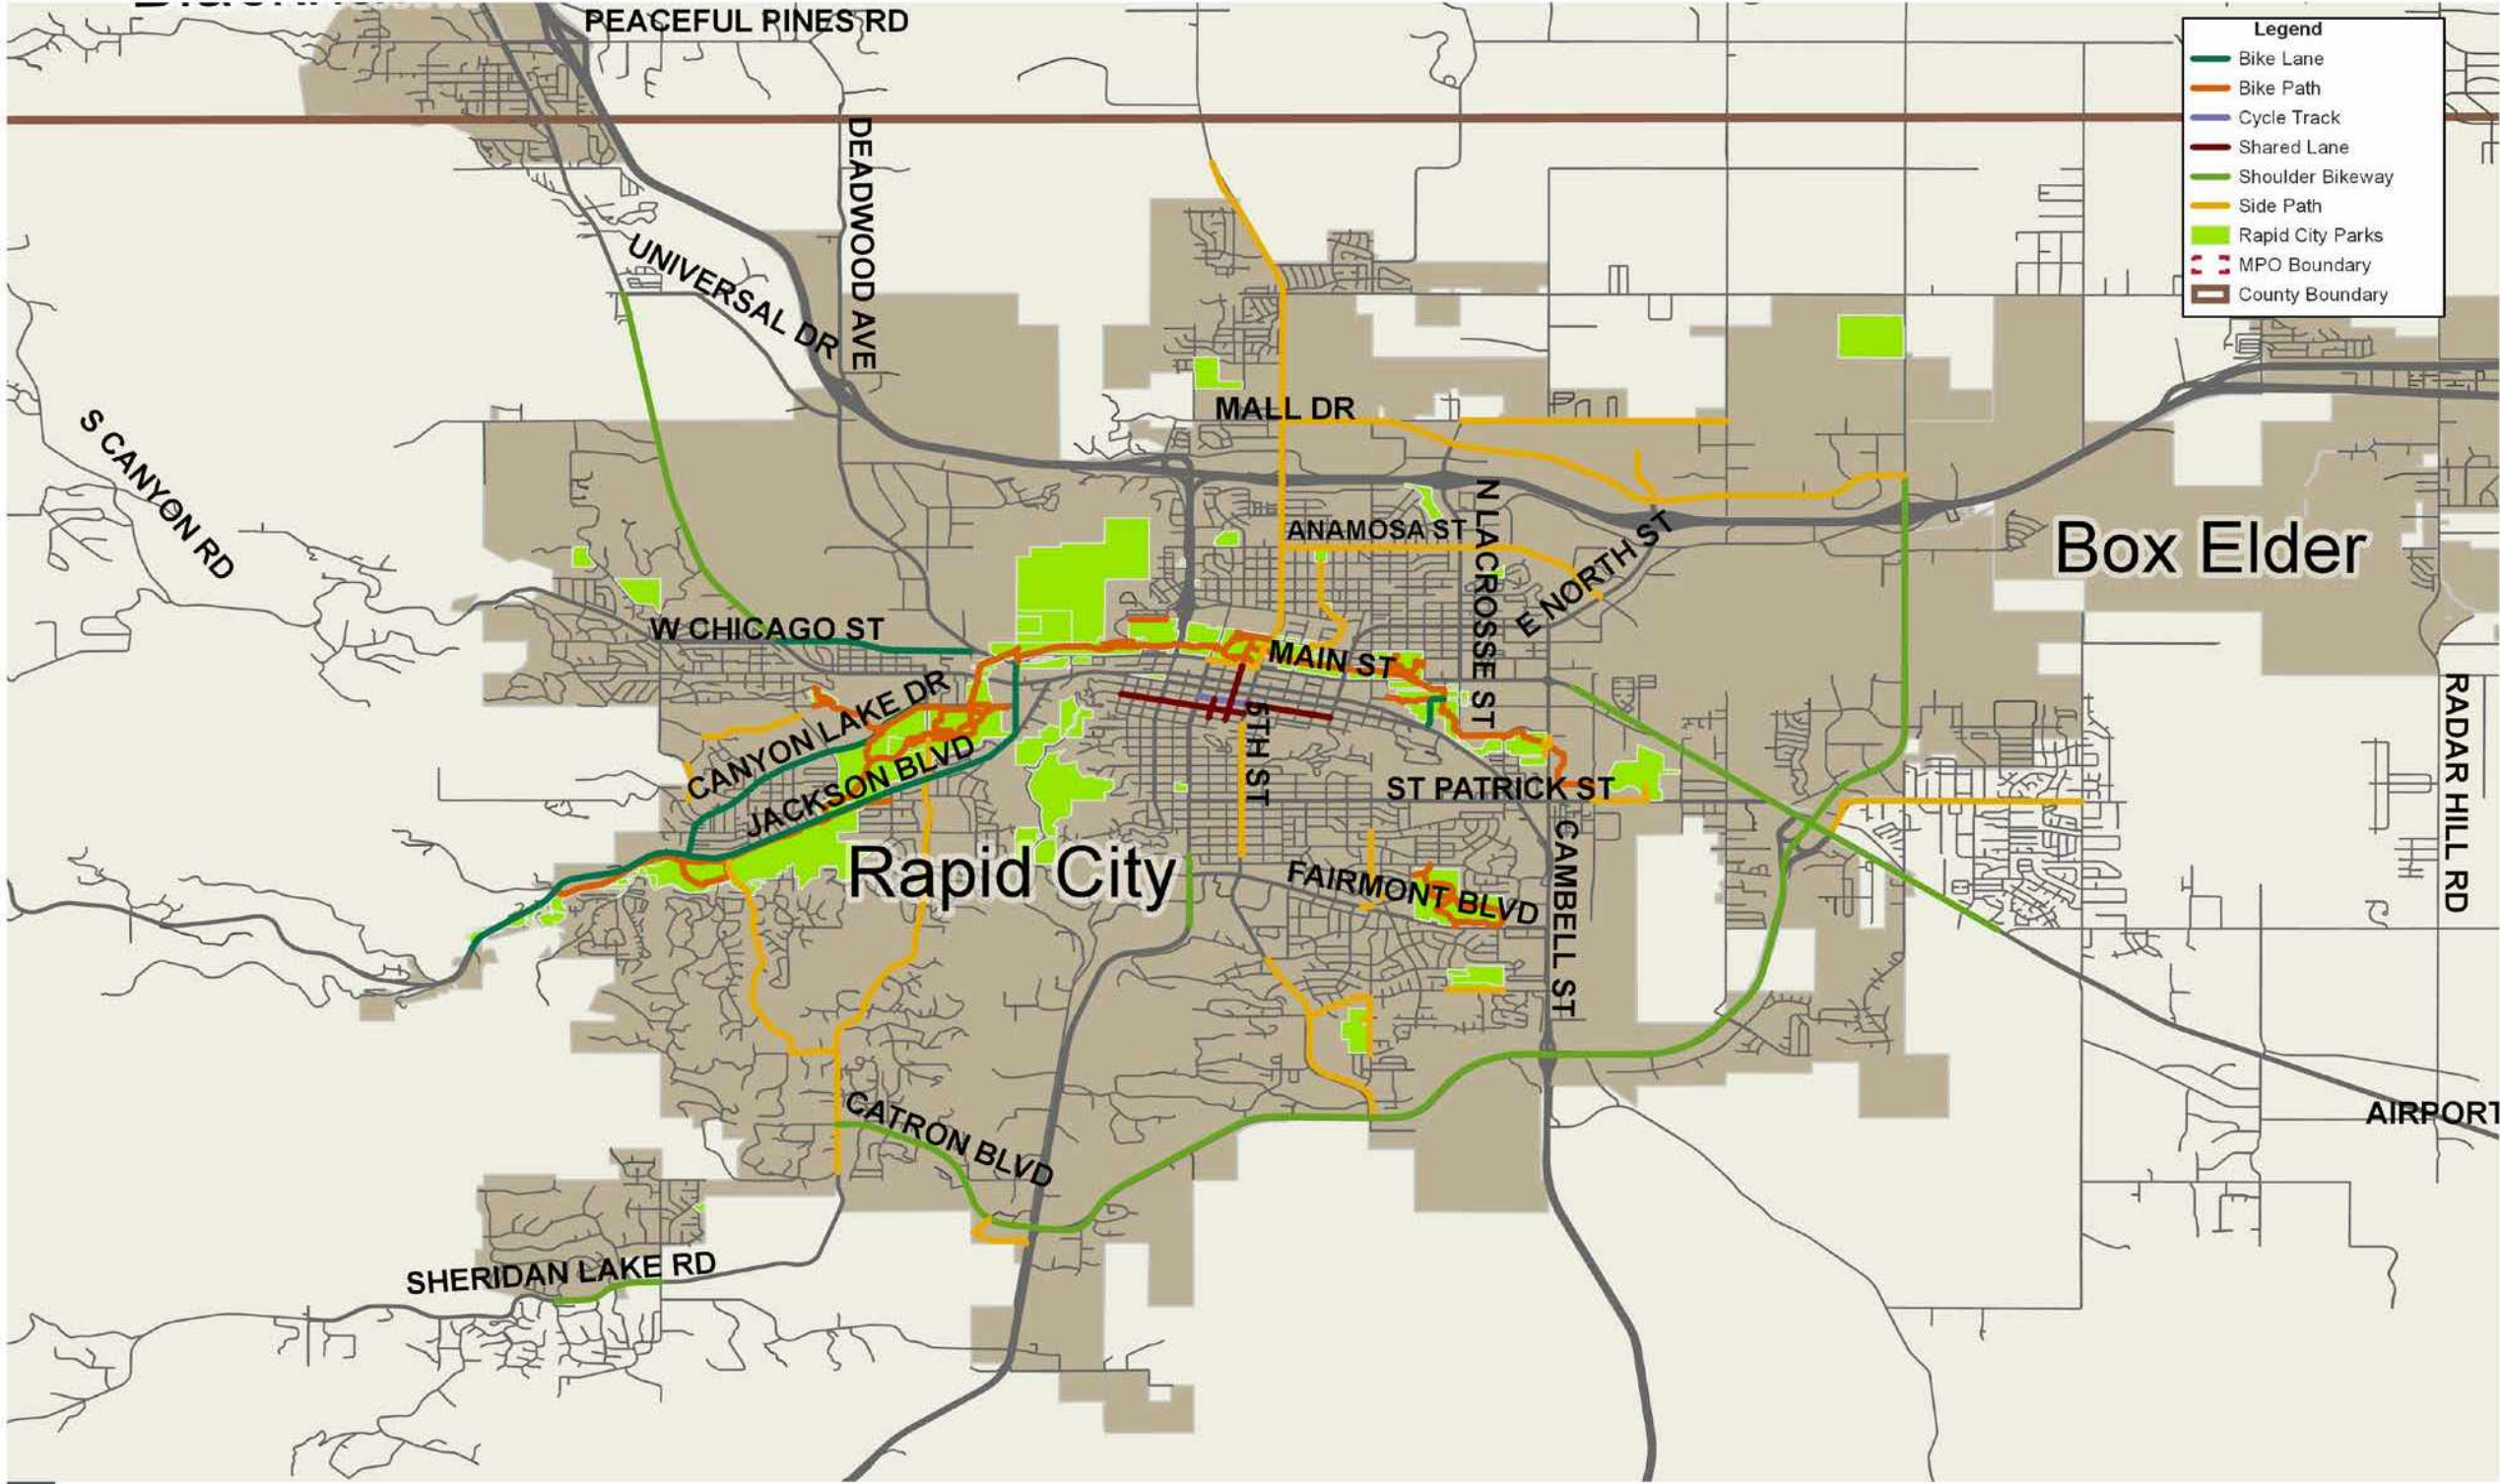 PEACEFUL PINES RD
Legend
Bike Lane
Bike Path
Cycle Track
Shared Lane
Shoulder Bikeway
Side Path
Rapid City Parks
MPO Boundary
County Boundary
DEADWOOD AVE
UNIVERSAL DR
S CANYON RD
MALL DR
N LACROSSE ST
ANAMOSA ST
E NORTH ST
Box Elder
W CHICAGO ST
MAIN ST
CANYON LAKE DR
5TH ST
RADAR HILL RD
JACKSON BLVD
ST PATRICK ST
Rapid City
FAIRMONT BLVD
CAMBELL ST
CATRON BLVD
AIRPORT
SHERIDAN LAKE RD